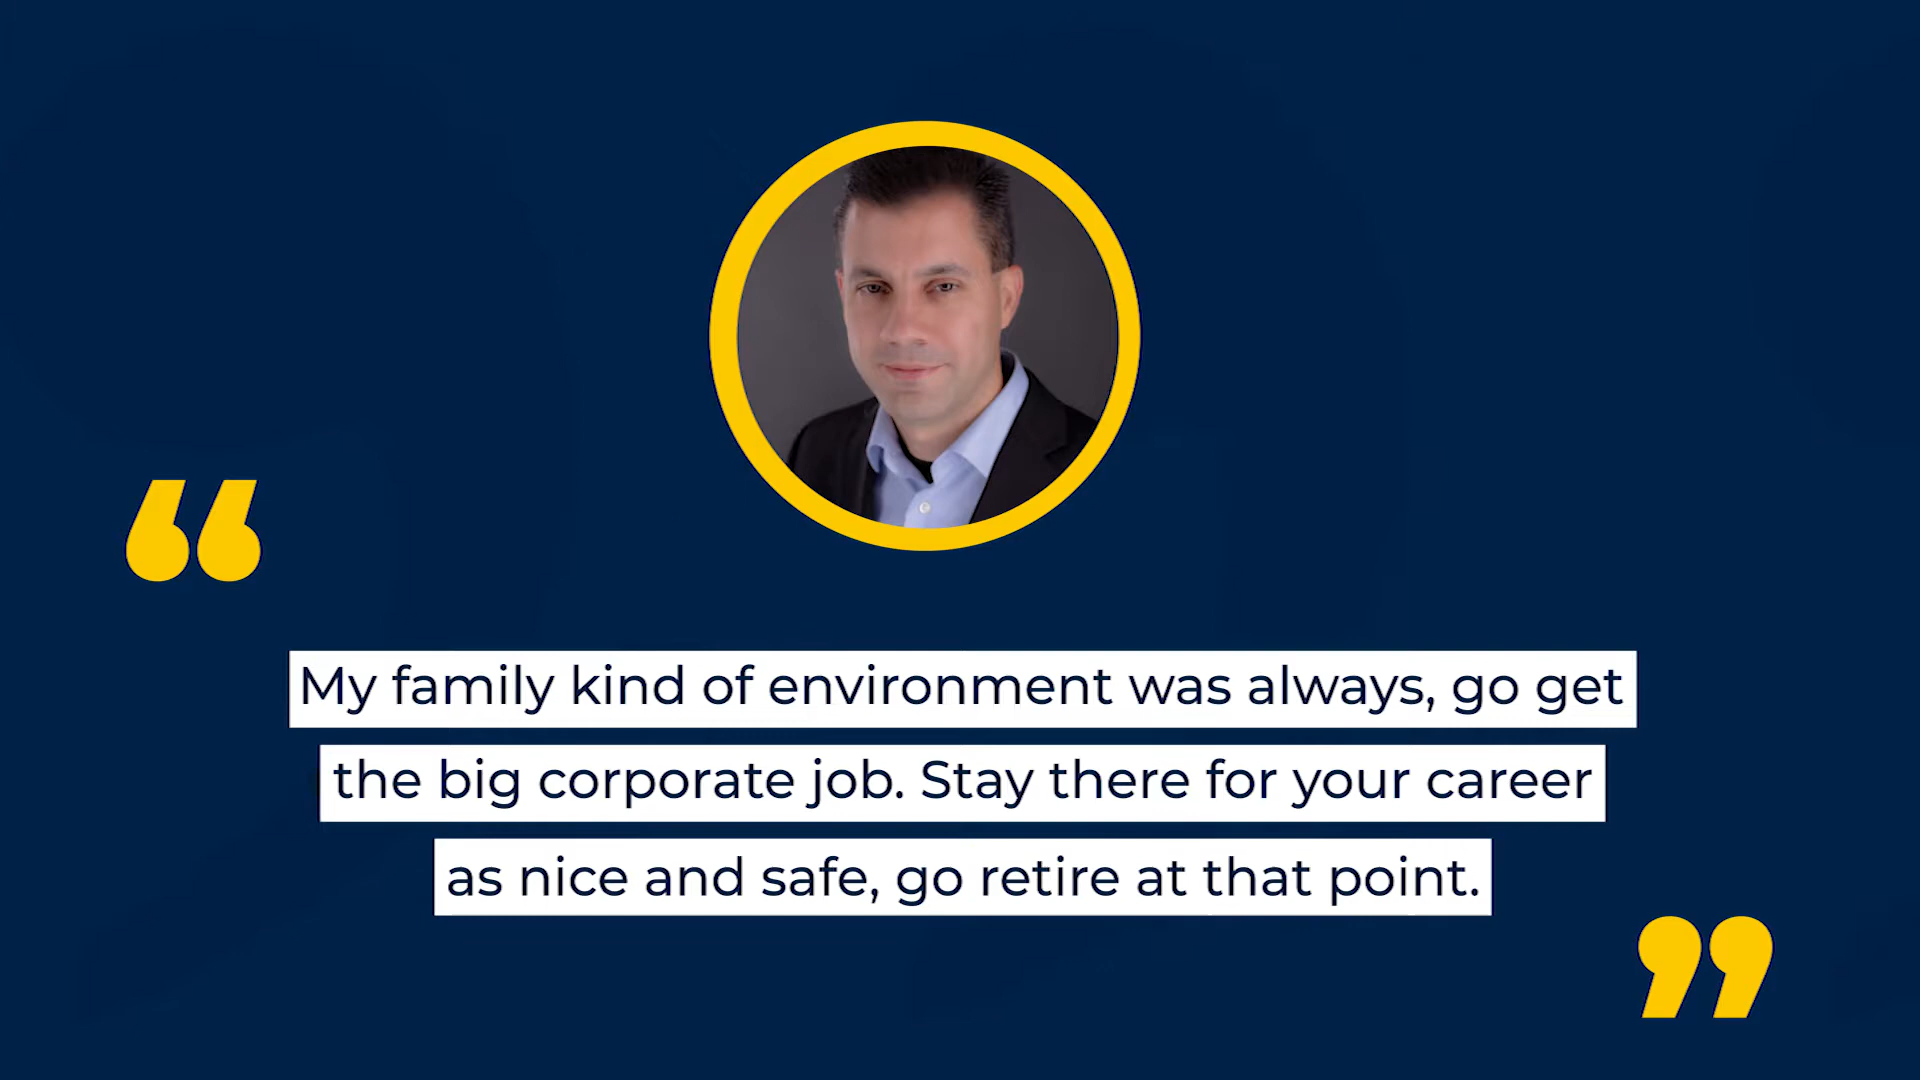 “
My family kind of environment was always, go get
the big corporate job. Stay there for your career
as nice and safe, go retire at that point.
”